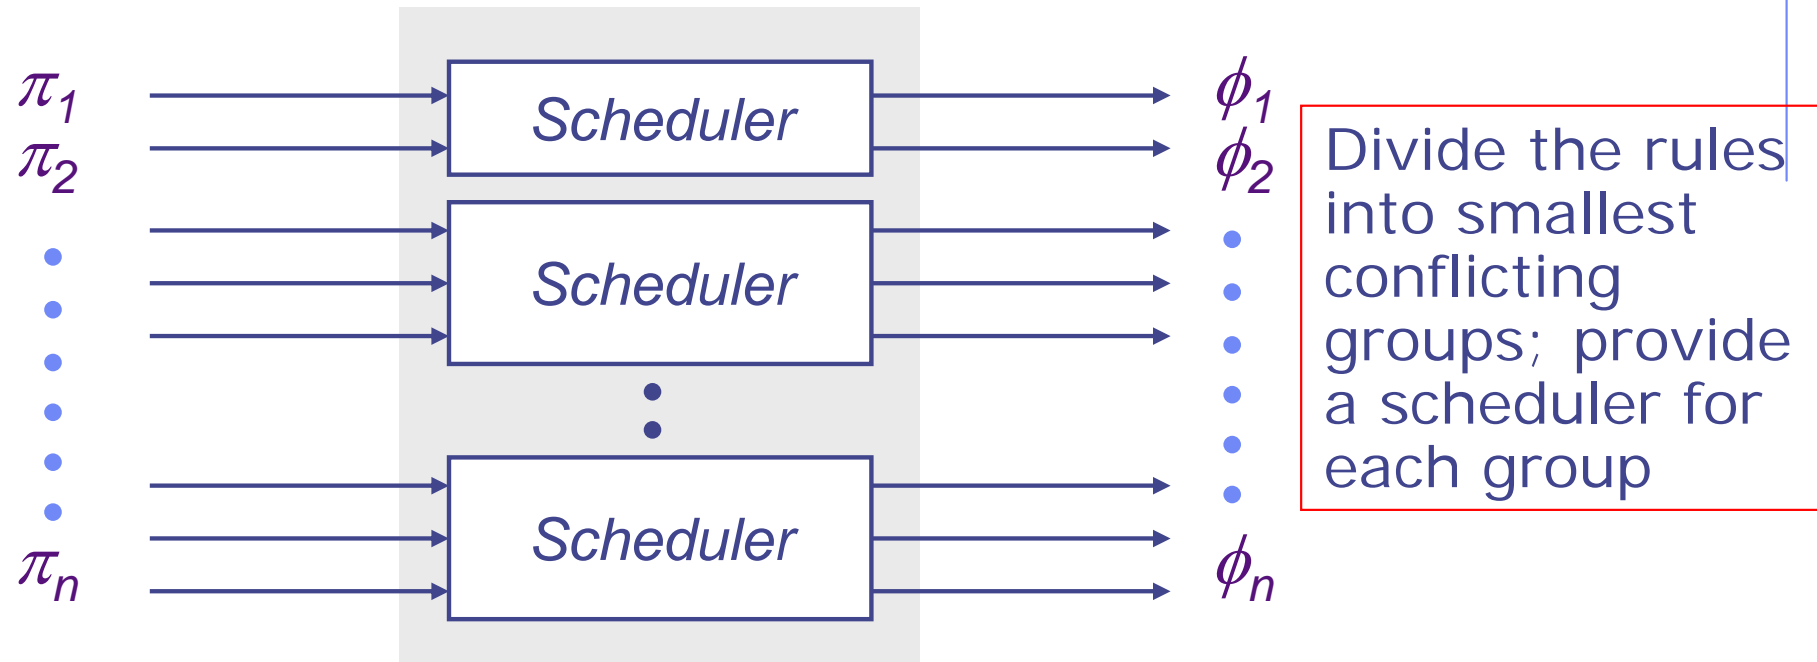 π1
π2
πn
Scheduler
Scheduler
Scheduler
ϕ1
ϕ2
ϕn
Divide the rules
into smallest
conflicting
groups; provide
a scheduler for
each group